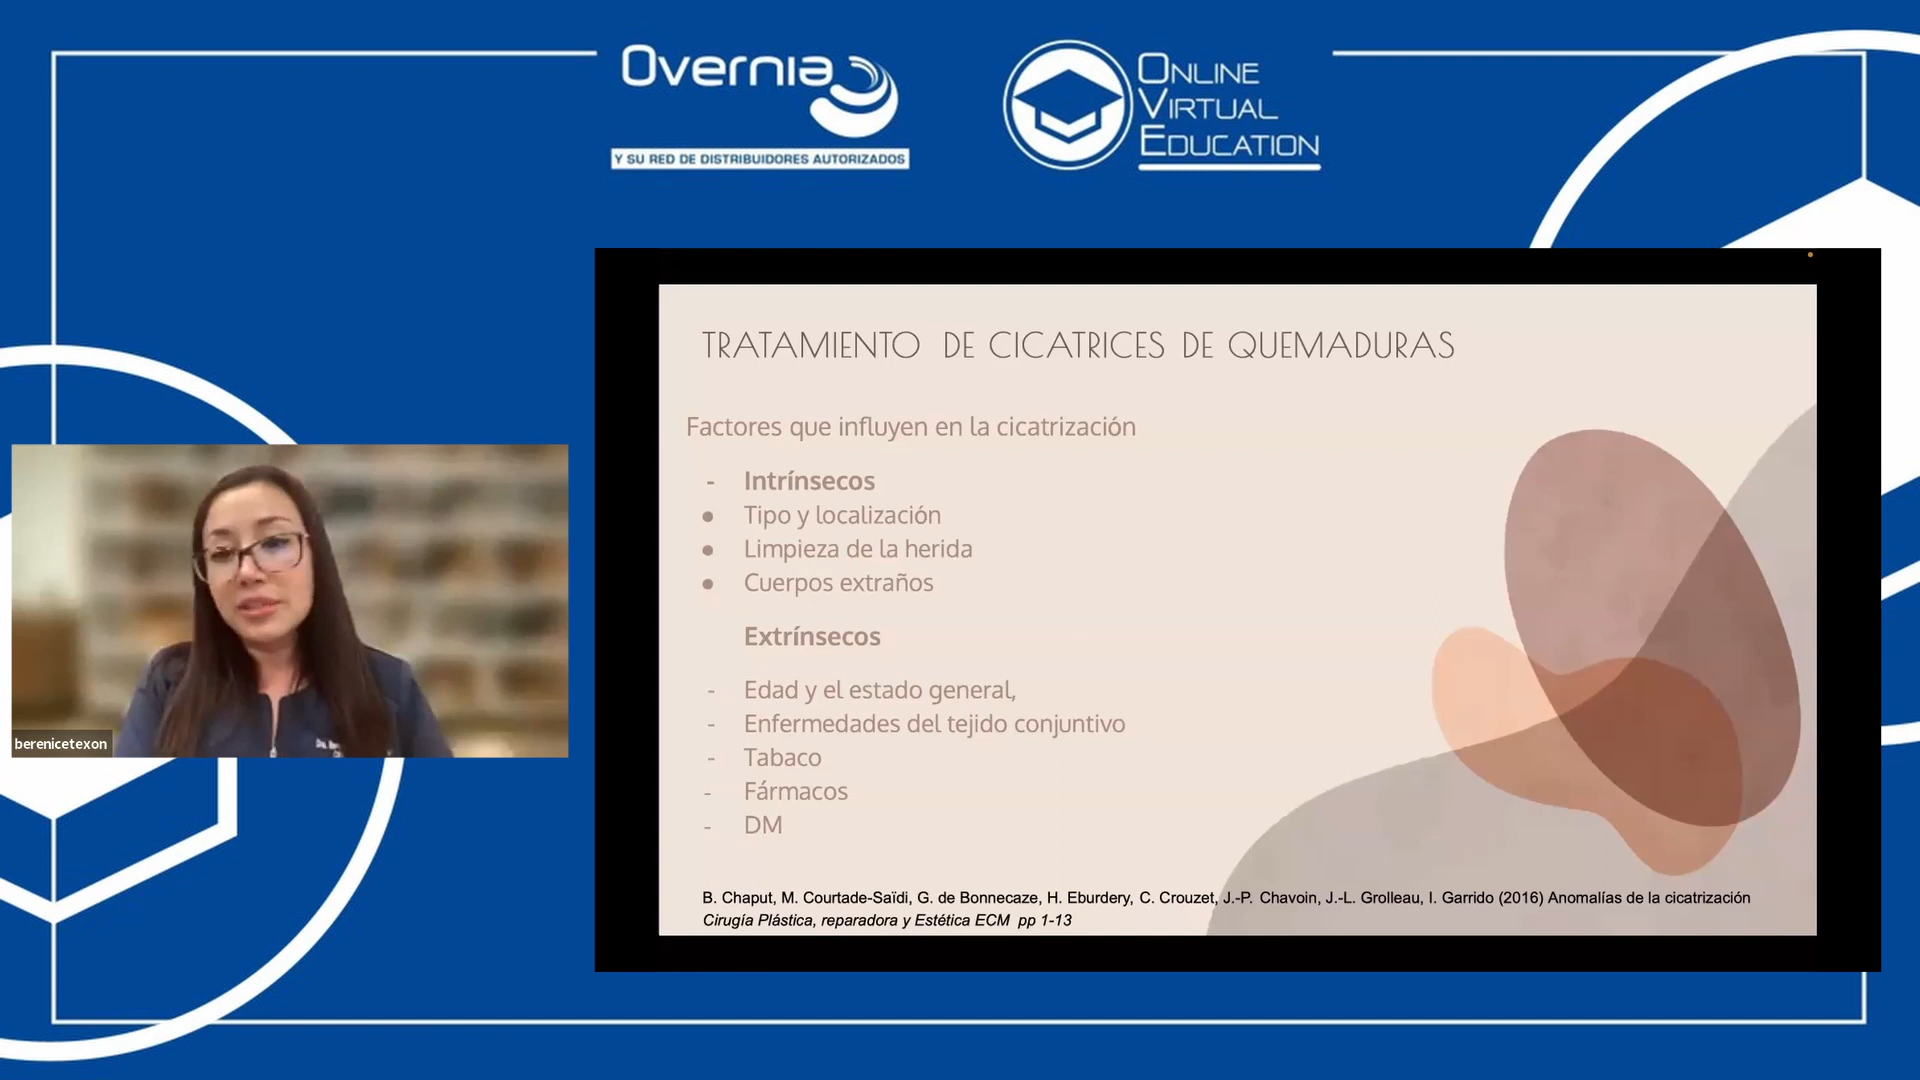 Overnia
Y SU RED DE DISTRIBUIDORES AUTORIZADOS
ONLINE
VIRTUAL
EDUCATION
TRATAMIENTO DE CICATRICES DE QUEMADURAS
Factores que influyen en la cicatrización
- Intrínsecos
● Tipo y localización
● Limpieza de la herida
● Cuerpos extraños
Extrínsecos
- Edad y el estado general,
- Enfermedades del tejido conjuntivo
- Tabaco
- Fármacos
- DM
B. Chaput, M. Courtade-Saïdi, G. de Bonnecaze, H. Eburdery, C. Crouzet, J.-P. Chavoin, J.-L. Grolleau, I. Garrido (2016) Anomalías de la cicatrización
Cirugía Plástica, reparadora y Estética ECM pp 1-13
berenicetexon